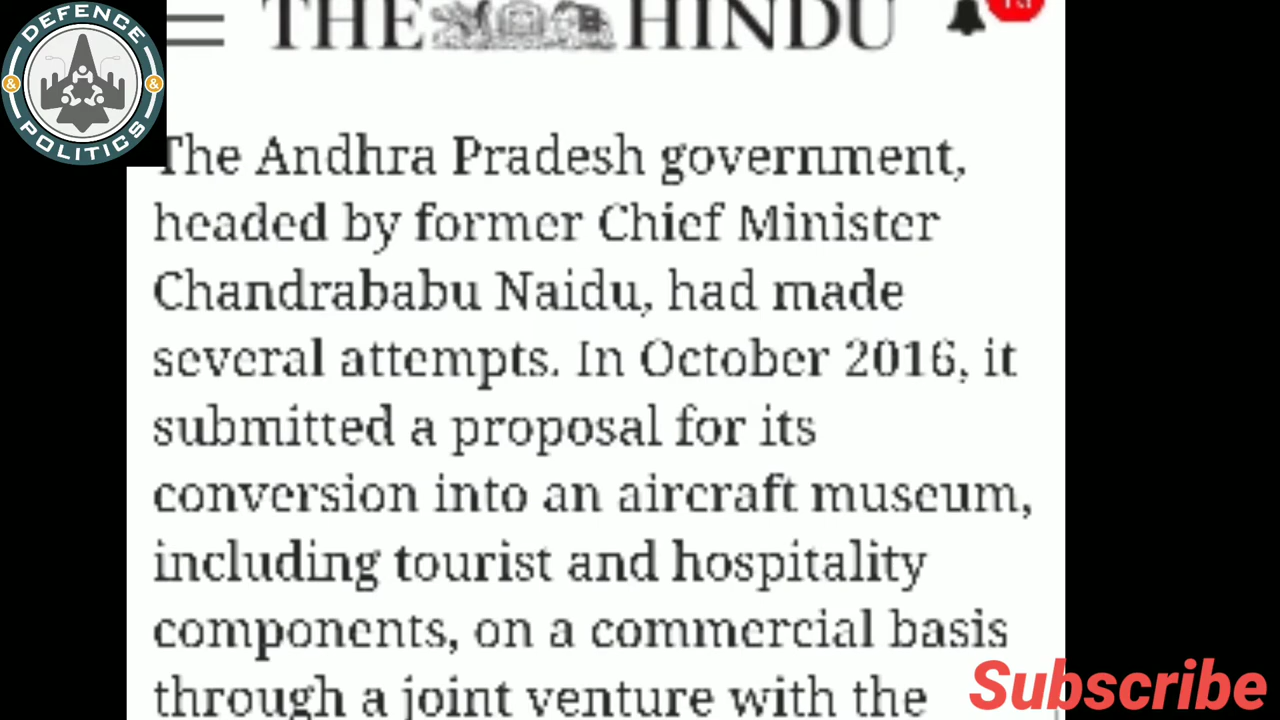 DEFENCE
& &
POLITICS
THE HINDU
The Andhra Pradesh government,
headed by former Chief Minister
Chandrababu Naidu, had made
several attempts. In October 2016, it
submitted a proposal for its
conversion into an aircraft museum,
including tourist and hospitality
components, on a commercial basis
through a joint venture with the
Subscribe